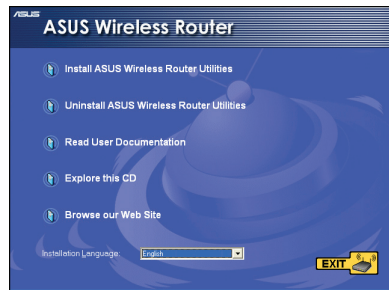 ASUS
ASUS Wireless Router
Install ASUS Wireless Router Utilities
Uninstall ASUS Wireless Router Utilities
Read User Documentation
Explore this CD
Browse our Web Site
Installation Language: English
EXIT